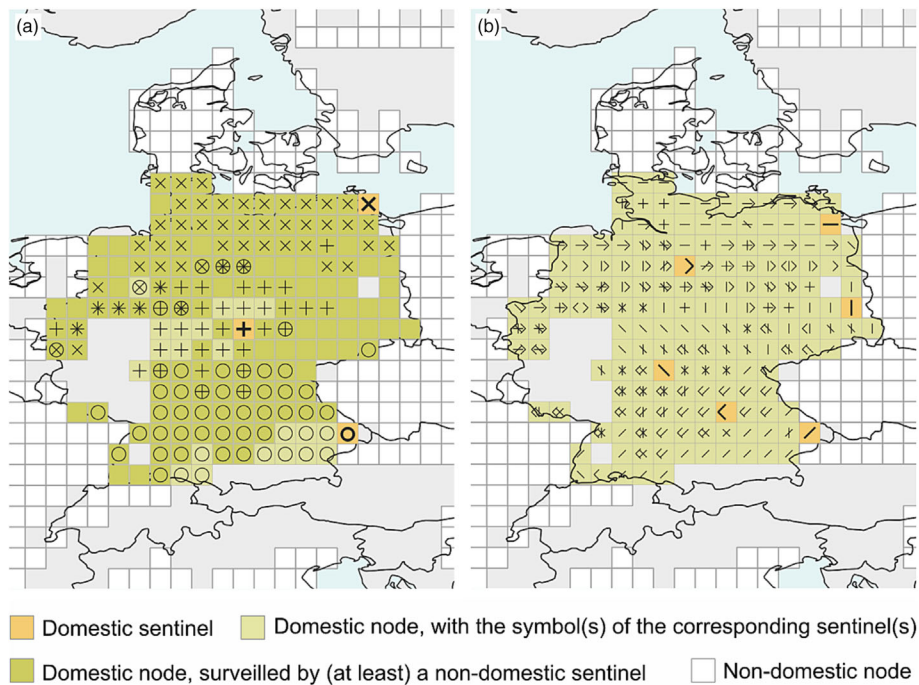 (a)
(b)
Domestic sentinel
Domestic node, with the symbol(s) of the corresponding sentinel(s)
Domestic node, surveilled by (at least) a non-domestic sentinel
Non-domestic node